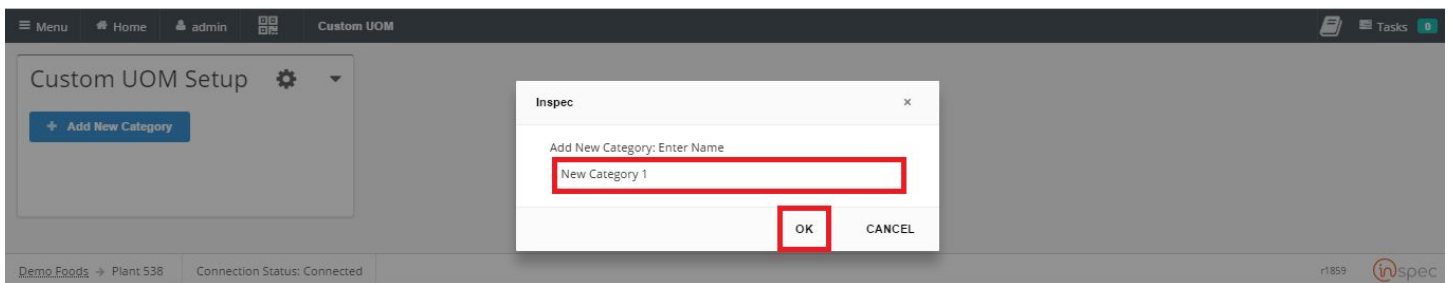 Menu Home admin Custom UOM Tasks 0
Custom UOM Setup
+ Add New Category
Inspec ×
Add New Category: Enter Name
New Category 1
OK CANCEL
Demo Foods → Plant 538 Connection Status: Connected r1859 inspec